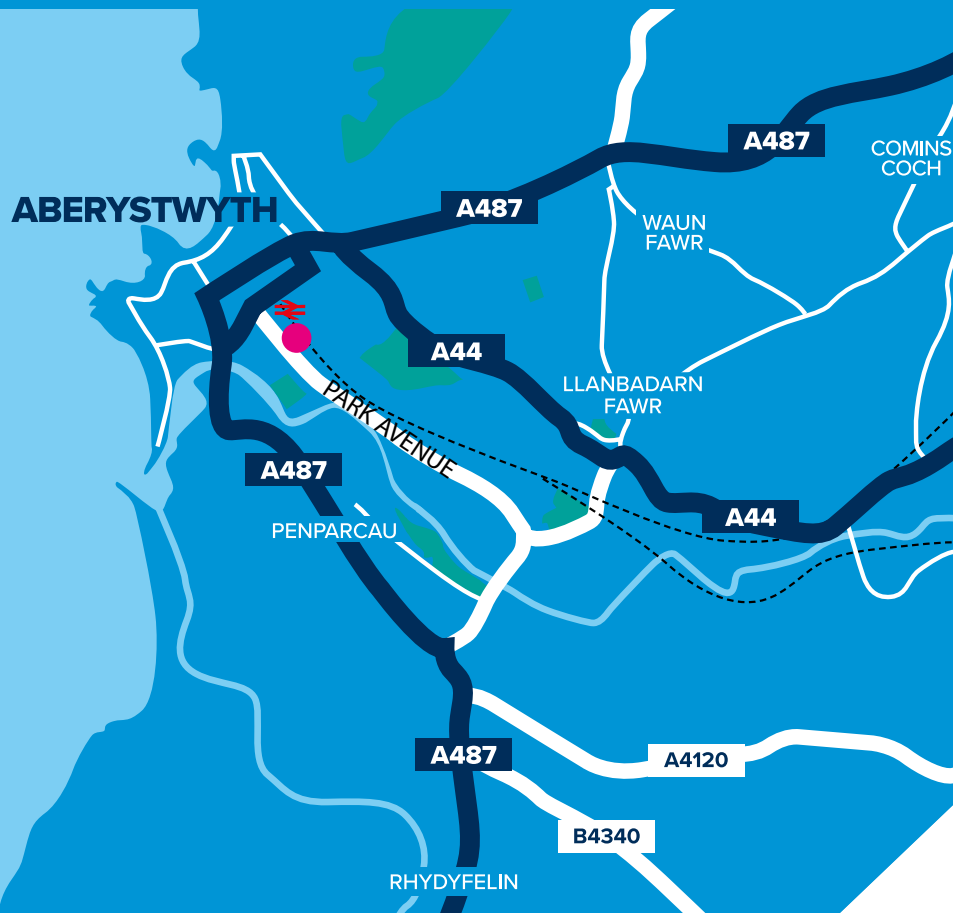 A487
COMINS
COCH
ABERYSTWYTH
A487
WAUN
FAWR
A44
LLANBADARN
FAWR
PARK AVENUE
A487
A44
PENPARCAU
A487
A4120
B4340
RHYDYFELIN